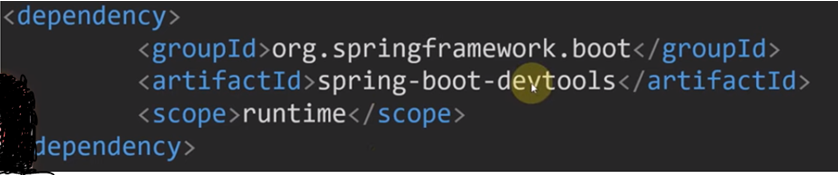 <dependency>
<groupId>org.springframework.boot</groupId>
<artifactId>spring-boot-devtools</artifactId>
<scope>runtime</scope>
dependency>